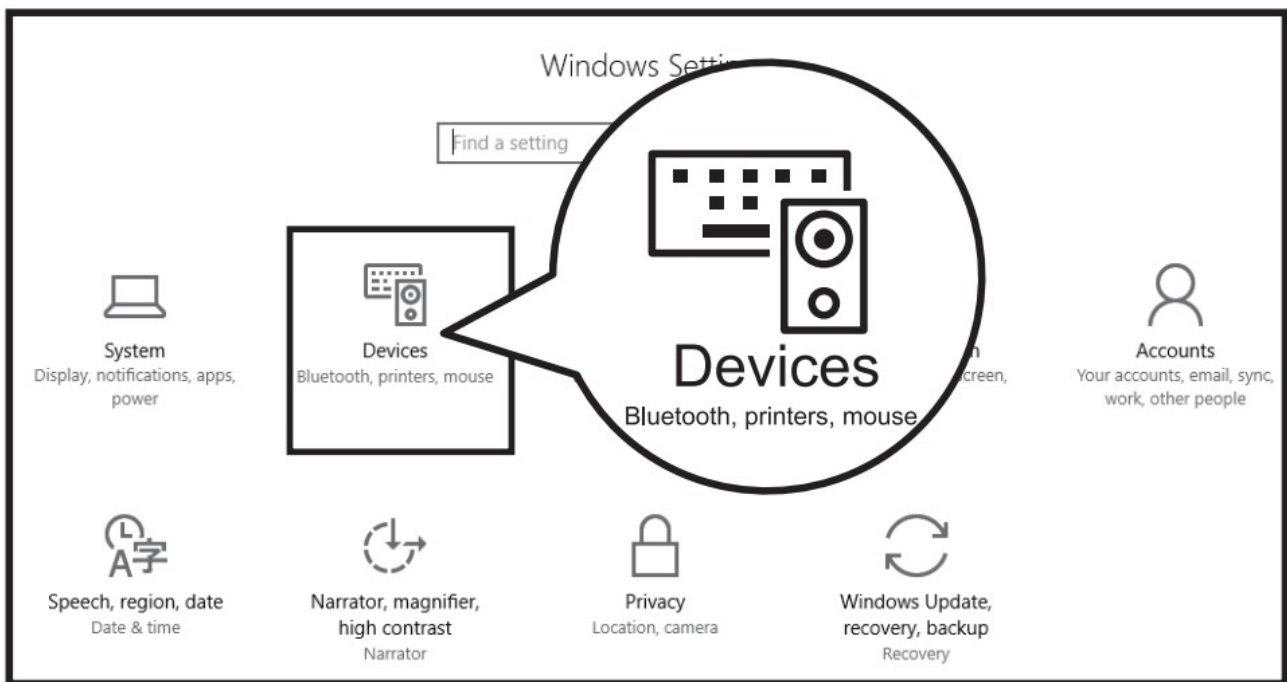 Windows
Find a setting
System
Display, notifications, apps,
power
Devices
Bluetooth, printers, mouse
Devices
Bluetooth, printers, mouse
Accounts
Your accounts, email, sync,
work, other people
A字
Speech, region, date
Date & time
Narrator, magnifier,
high contrast
Narrator
Privacy
Location, camera
Windows Update,
recovery, backup
Recovery